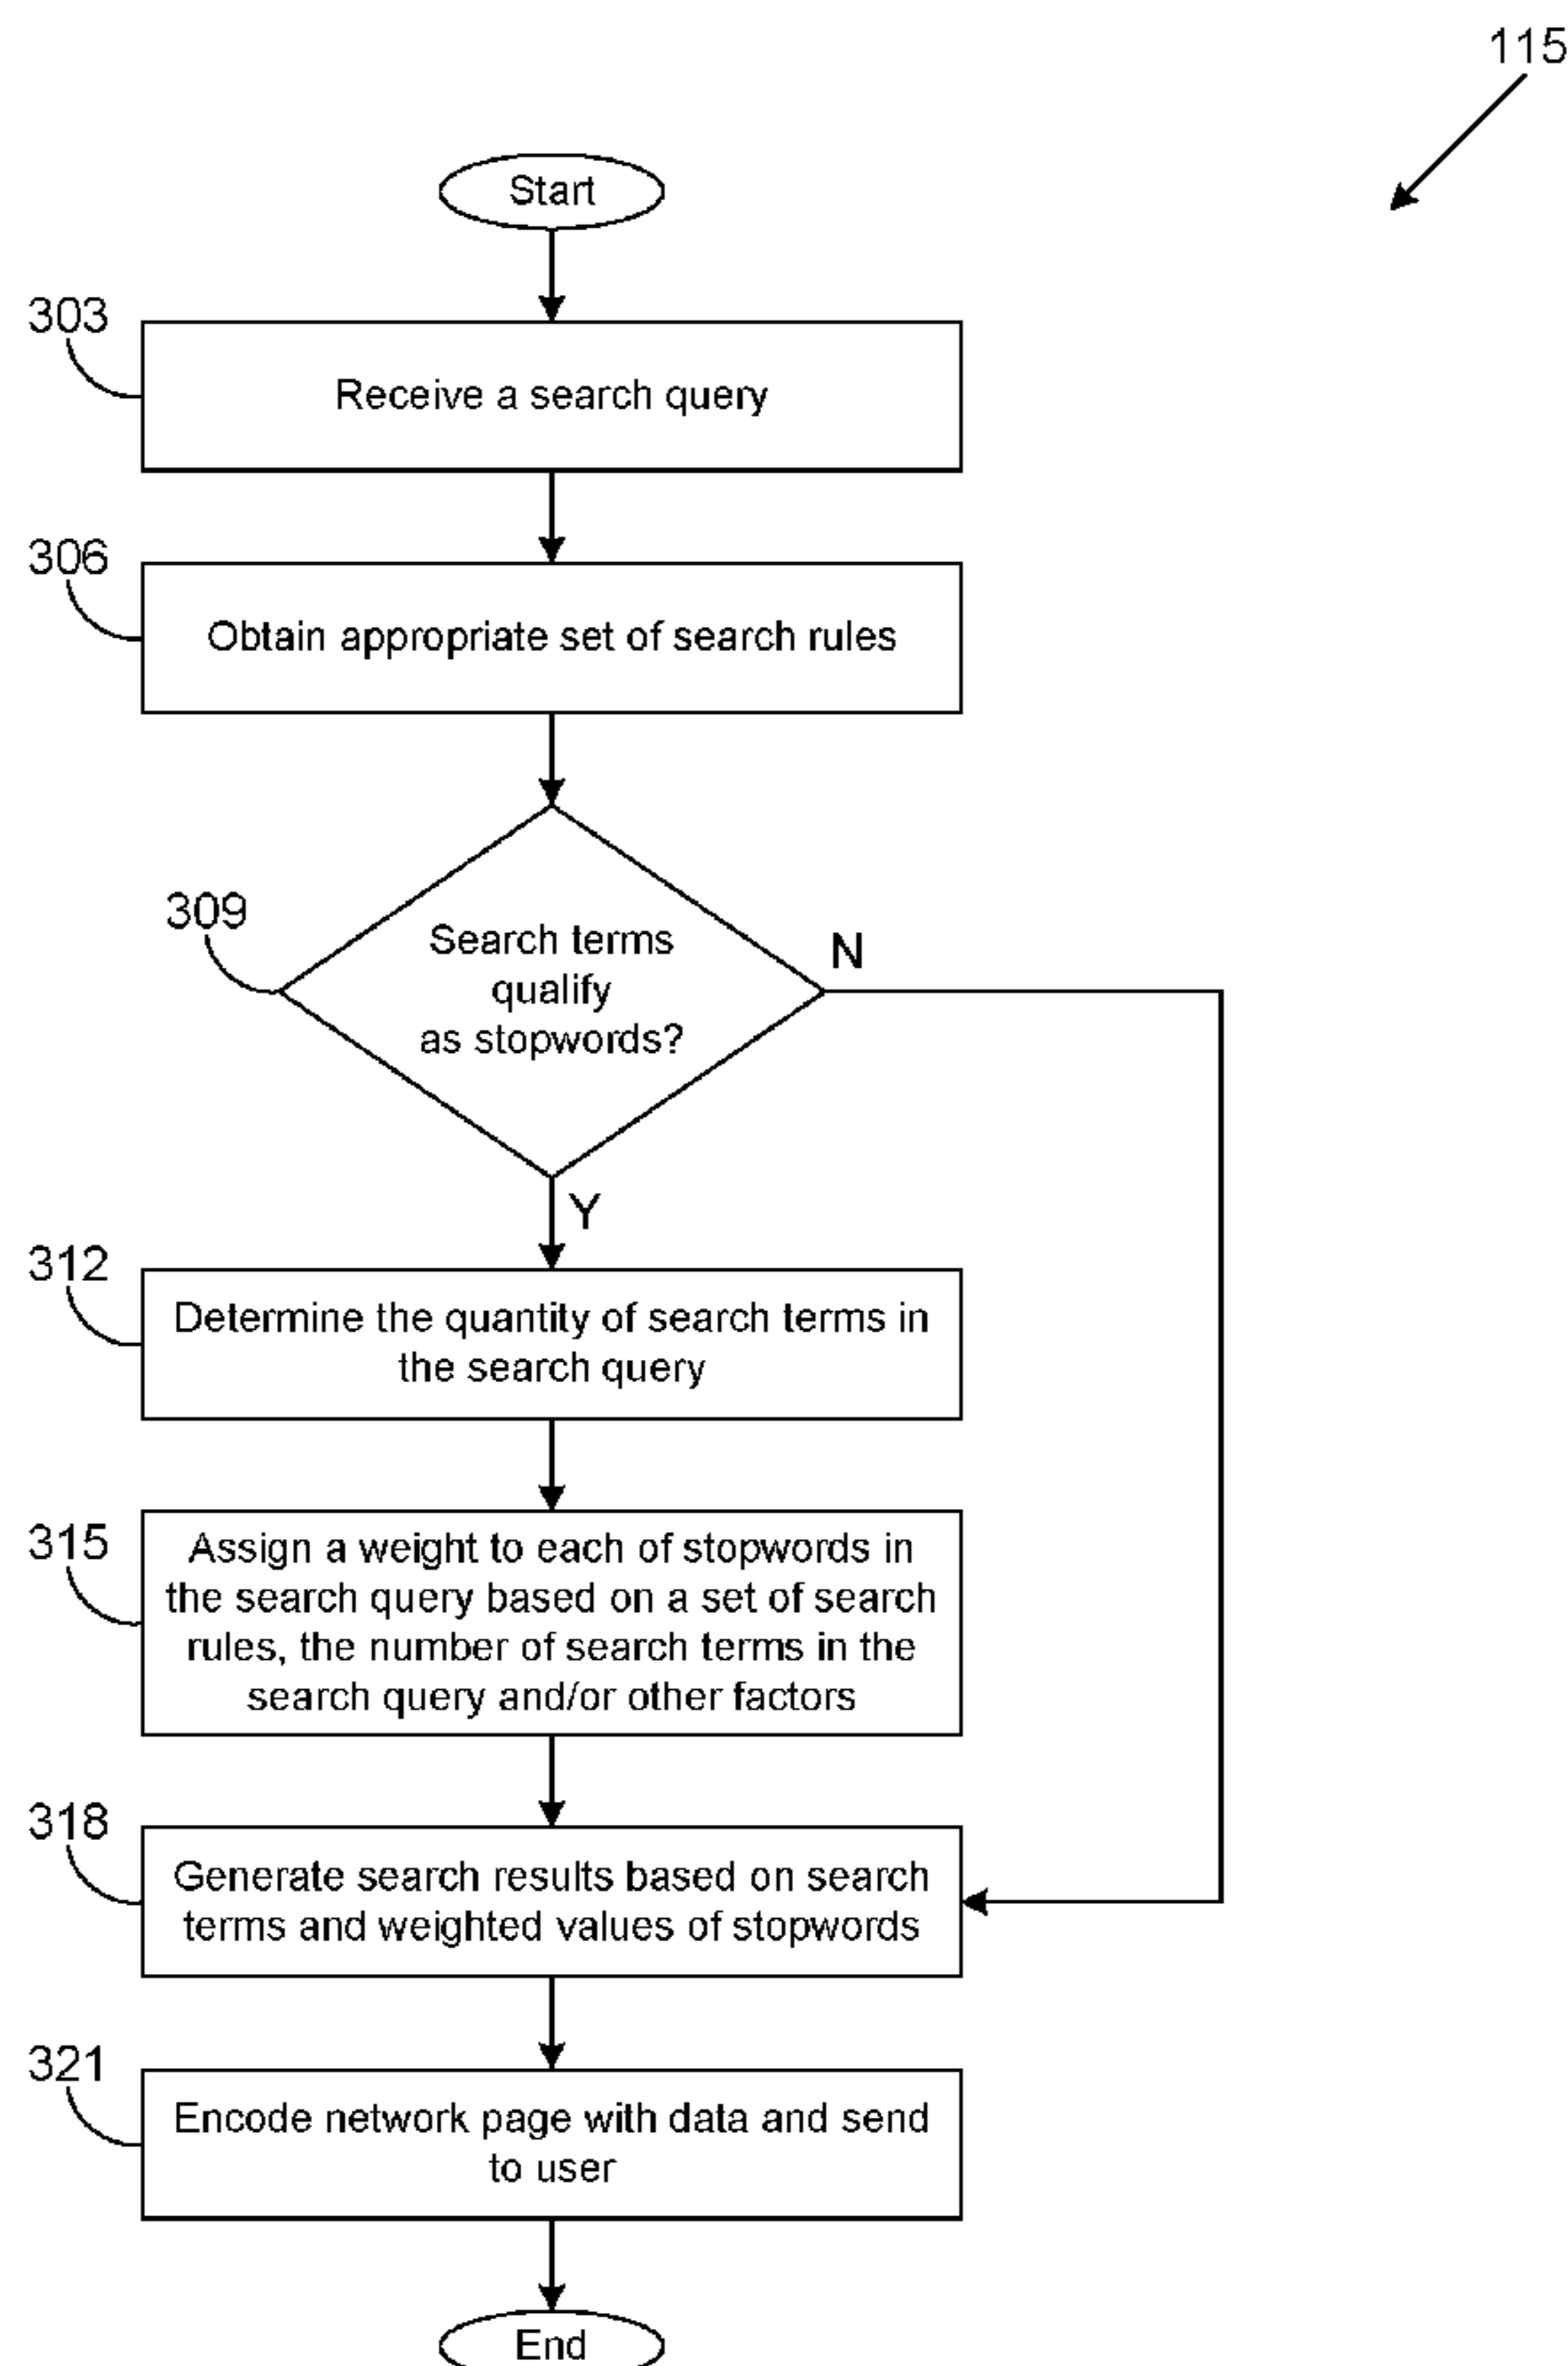 115
Start
303
Receive a search query
306
Obtain appropriate set of search rules
309
Search terms
qualify
as stopwords?
N
Y
312
Determine the quantity of search terms in
the search query
315
Assign a weight to each of stopwords in
the search query based on a set of search
rules, the number of search terms in the
search query and/or other factors
318
Generate search results based on search
terms and weighted values of stopwords
321
Encode network page with data and send
to user
End